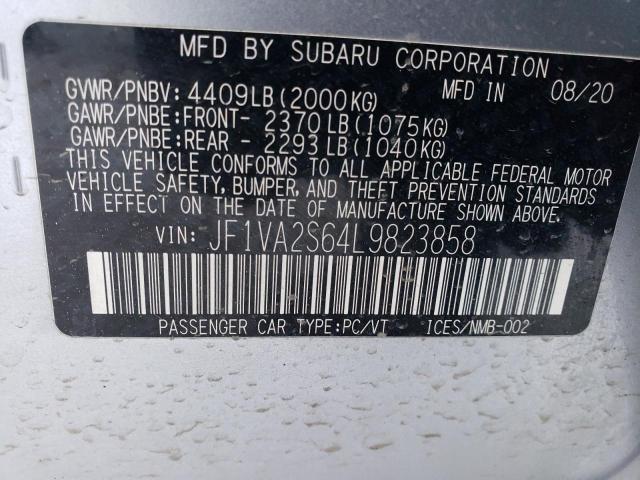 MFD BY SUBARU CORPORATION
GVWR/PNBV: 4409LB(2000KG) MFD IN 08/20
GAWR/PNBE:FRONT- 2370LB(1075KG)
GAWR/PNBE:REAR - 2293LB(1040KG)
THIS VEHICLE CONFORMS TO ALL APPLICABLE FEDERAL MOTOR
VEHICLE SAFETY, BUMPER, AND THEFT PREVENTION STANDARDS
IN EFFECT ON THE DATE OF MANUFACTURE SHOWN ABOVE.
VIN: JF1VA2S64L9823858
PASSENGER CAR TYPE:PC/VT ICES/NMB-002